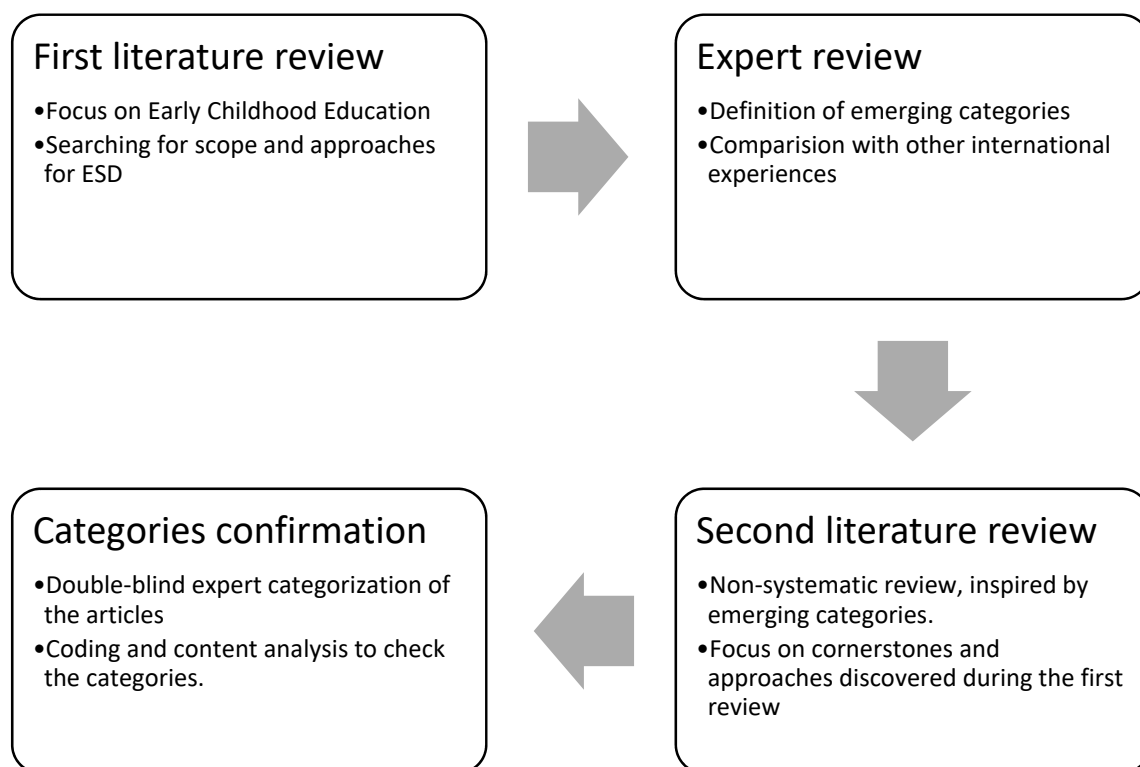 First literature review
•Focus on Early Childhood Education
•Searching for scope and approaches
for ESD
Expert review
•Definition of emerging categories
•Comparision with other international
experiences
Categories confirmation
•Double-blind expert categorization of
the articles
•Coding and content analysis to check
the categories.
Second literature review
•Non-systematic review, inspired by
emerging categories.
•Focus on cornerstones and
approaches discovered during the first
review